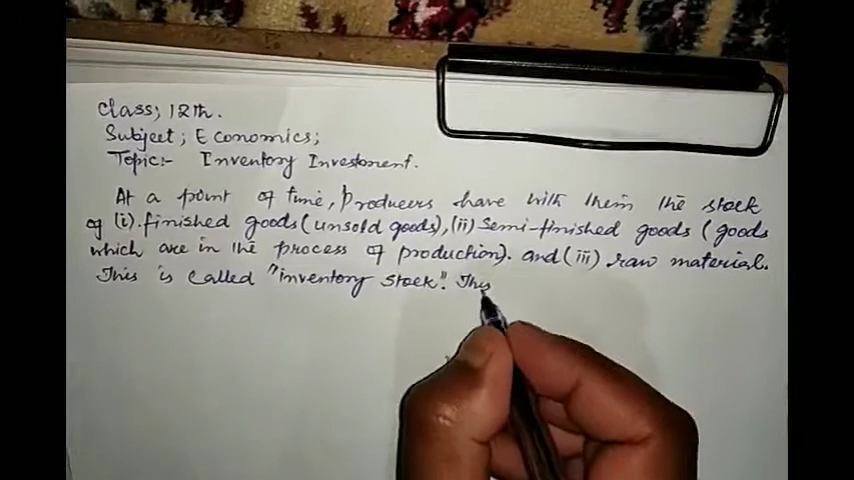 Class; 12th.
Subject; Economics;
Topic:- Inventory Investment.
At a point of time, Producers have with them the stock
of (i). finished goods (unsold goods), (ii) Semi-finished goods (goods
which are in the process of production). and (iii) raw material.
This is called "inventory stock". This